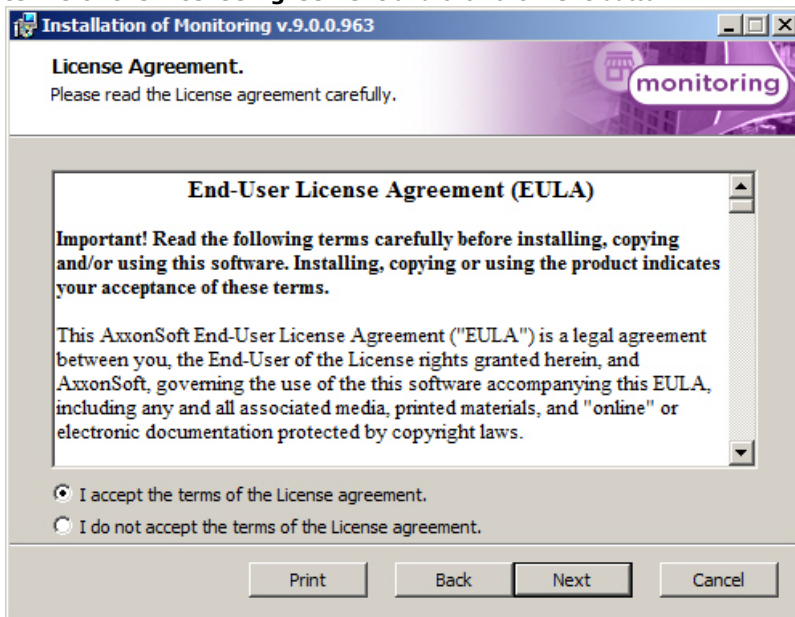 Installation of Monitoring v.9.0.0.963
License Agreement.
Please read the License agreement carefully.
monitoring
End-User License Agreement (EULA)
Important! Read the following terms carefully before installing, copying
and/or using this software. Installing, copying or using the product indicates
your acceptance of these terms.
This AxxonSoft End-User License Agreement ("EULA") is a legal agreement
between you, the End-User of the License rights granted herein, and
AxxonSoft, governing the use of the this software accompanying this EULA,
including any and all associated media, printed materials, and "online" or
electronic documentation protected by copyright laws.
I accept the terms of the License agreement.
I do not accept the terms of the License agreement.
Print Back Next Cancel